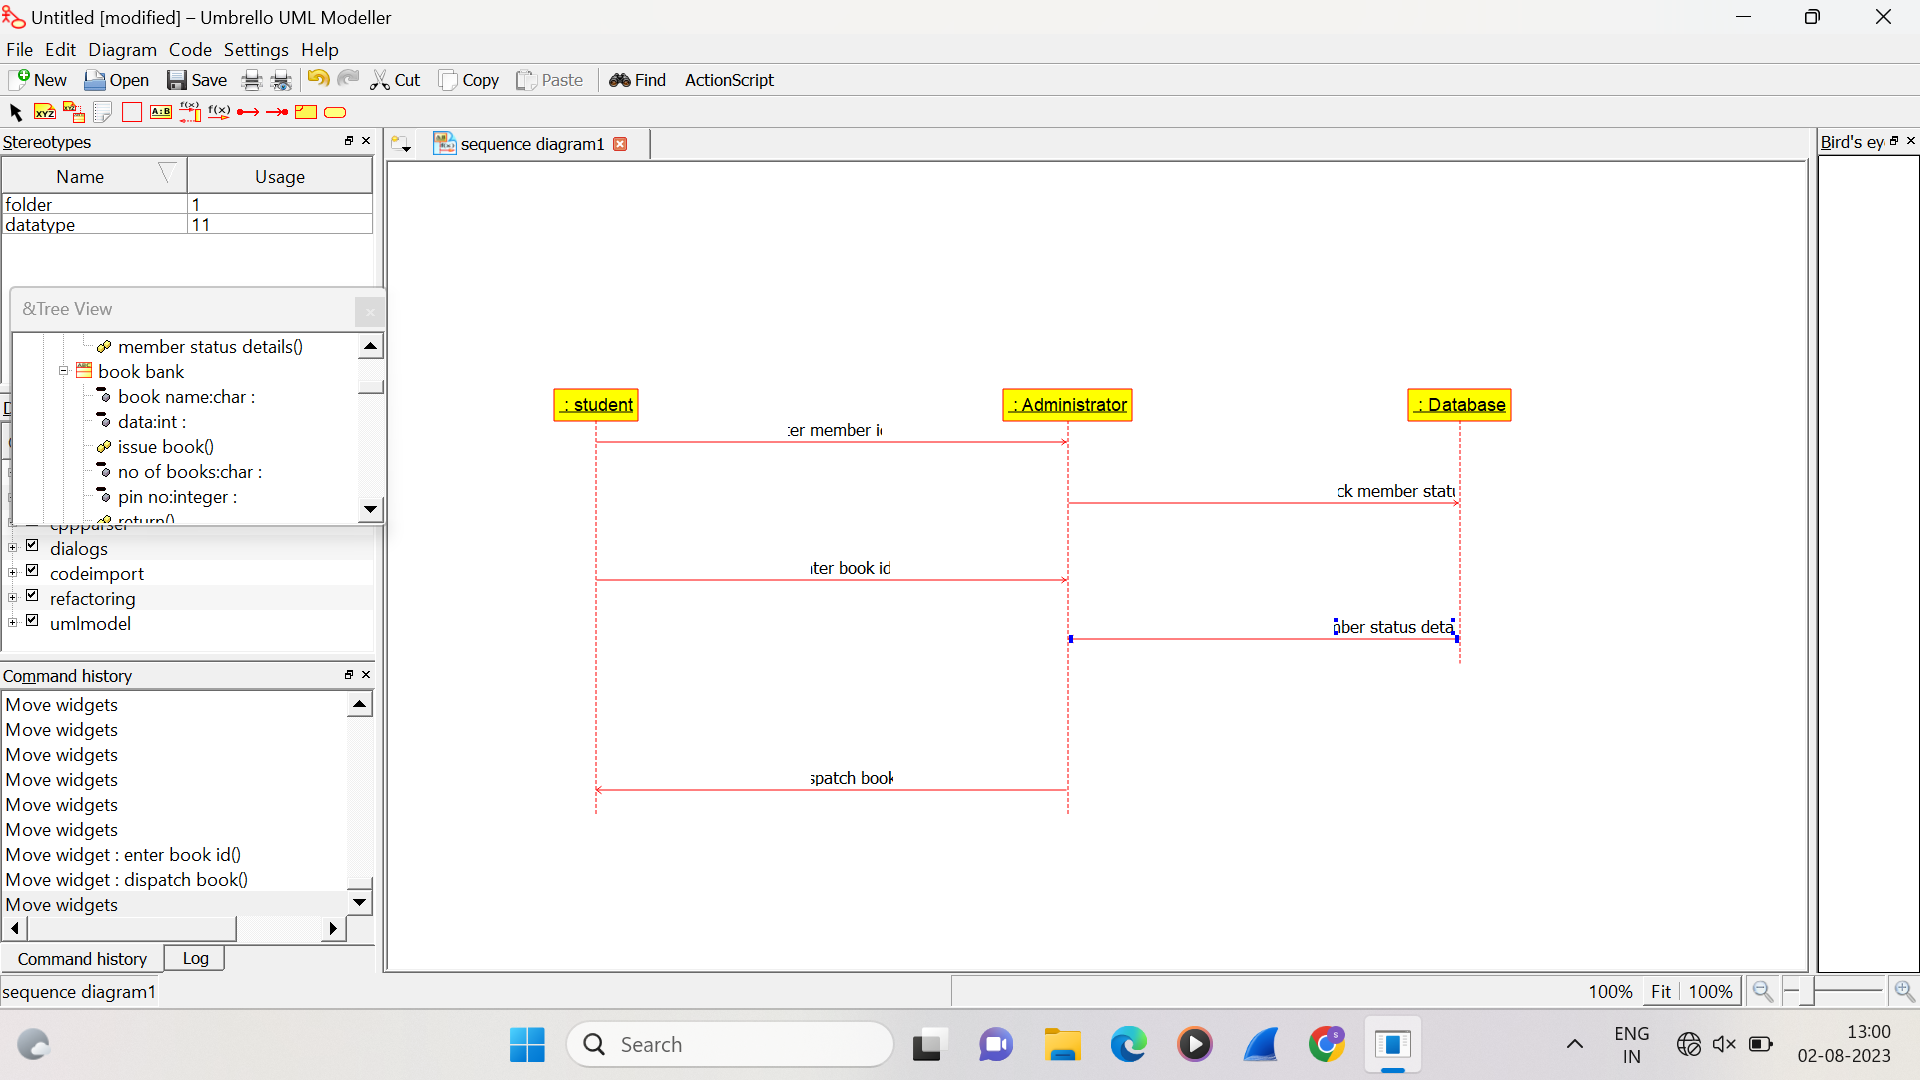 Untitled [modified] – Umbrello UML Modeller
File Edit Diagram Code Settings Help
New Open Save Cut Copy Paste Find ActionScript
XYZ XYZ A:B f(x) f(x)
Stereotypes
sequence diagram1
Bird's ey
Name Usage
folder 1
datatype 11
&Tree View
member status details()
book bank
book name:char :
data:int :
issue book()
no of books:char :
pin no:integer :
return()
cppparser
dialogs
codeimport
refactoring
umlmodel
: student : Administrator : Database
ter member i
ck member statu
ter book id
ber status deta
spatch book
Command history
Move widgets
Move widgets
Move widgets
Move widgets
Move widgets
Move widgets
Move widget : enter book id()
Move widget : dispatch book()
Move widgets
Command history Log
sequence diagram1
100% Fit 100%
Search
ENG
IN
13:00
02-08-2023